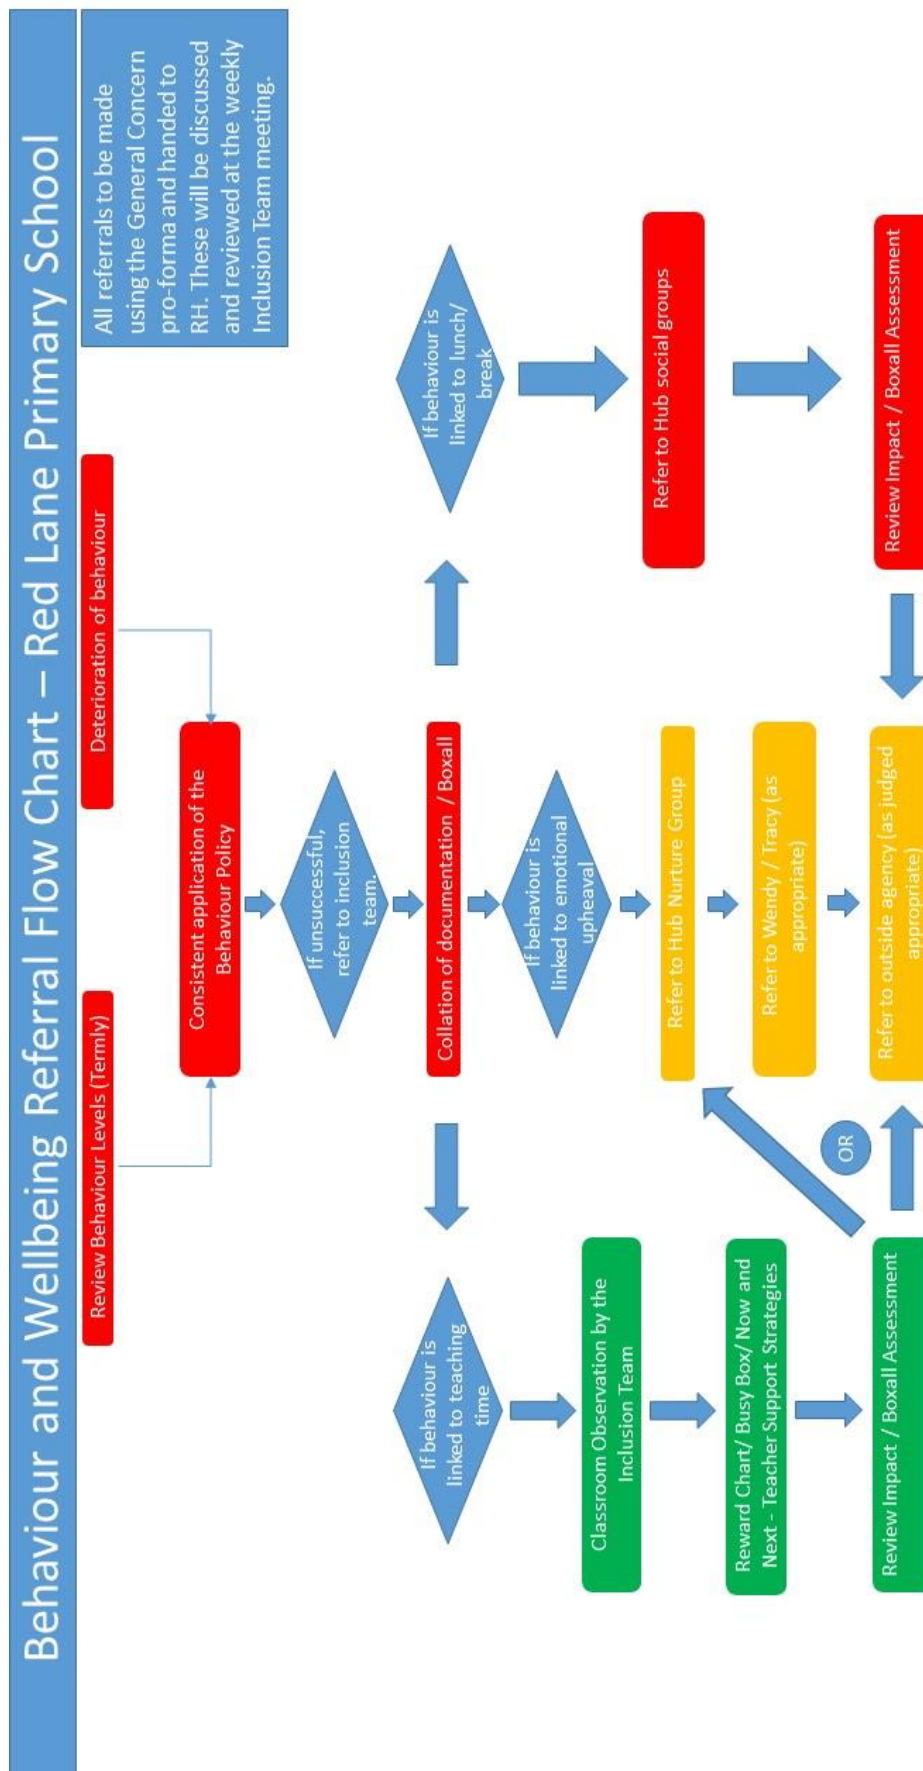 Behaviour and Wellbeing Referral Flow Chart – Red Lane Primary School
Review Behaviour Levels (Termly)
Deterioration of behaviour
All referrals to be made
using the General Concern
pro-forma and handed to
RH. These will be discussed
and reviewed at the weekly
Inclusion Team meeting.
Consistent application of the
Behaviour Policy
If unsuccessful,
refer to inclusion
team.
Collation of documentation / Boxall
If behaviour is
linked to teaching
time
If behaviour is
linked to emotional
upheaval
If behaviour is
linked to lunch/
break
Classroom Observation by the
Inclusion Team
Reward Chart/ Busy Box/ Now and
Next - Teacher Support Strategies
Review Impact / Boxall Assessment
OR
Refer to Hub Nurture Group
Refer to Wendy / Tracy (as
appropriate)
Refer to outside agency (as judged
appropriate)
Refer to Hub social groups
Review Impact / Boxall Assessment